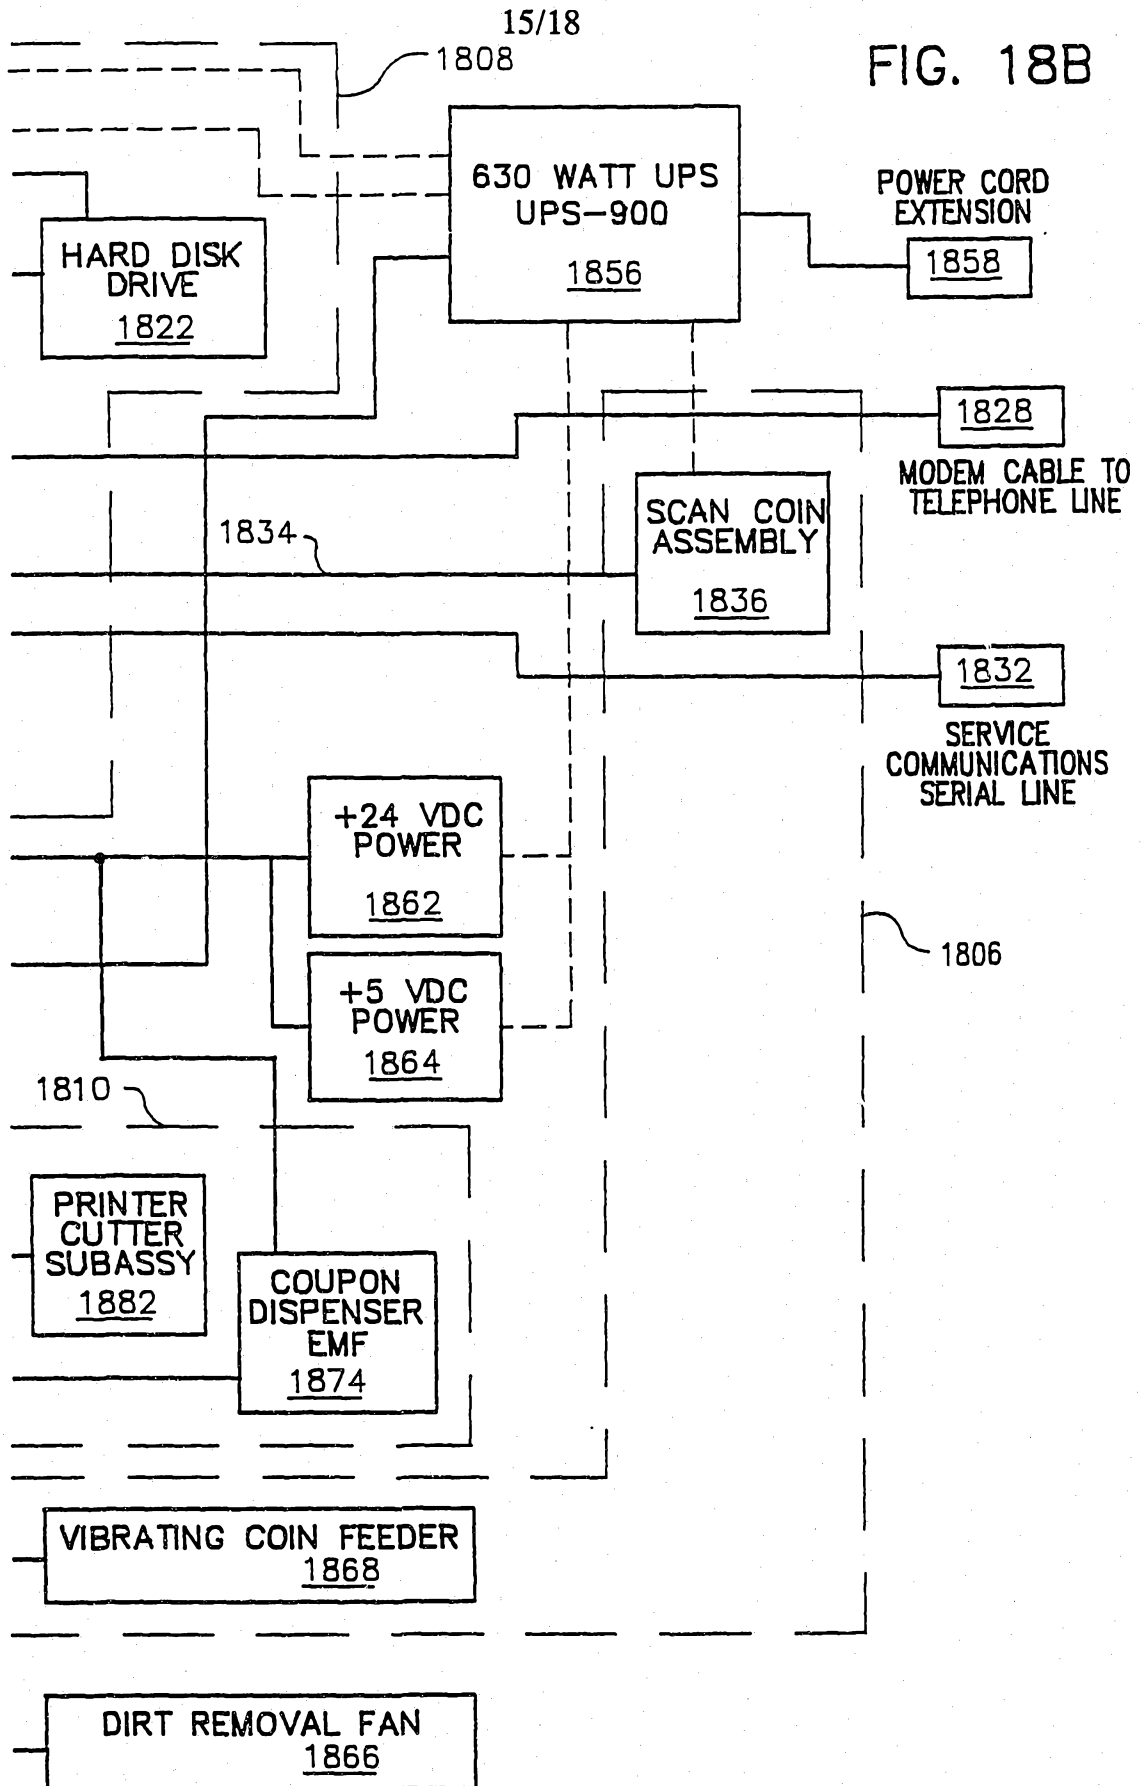 15/18
FIG. 18B
1808
630 WATT UPS
UPS-900
1856
POWER CORD
EXTENSION
1858
HARD DISK
DRIVE
1822
1828
MODEM CABLE TO
TELEPHONE LINE
1834
SCAN COIN
ASSEMBLY
1836
1832
SERVICE
COMMUNICATIONS
SERIAL LINE
+24 VDC
POWER
1862
1806
+5 VDC
POWER
1864
1810
PRINTER
CUTTER
SUBASSY
1882
COUPON
DISPENSER
EMF
1874
VIBRATING COIN FEEDER
1868
DIRT REMOVAL FAN
1866